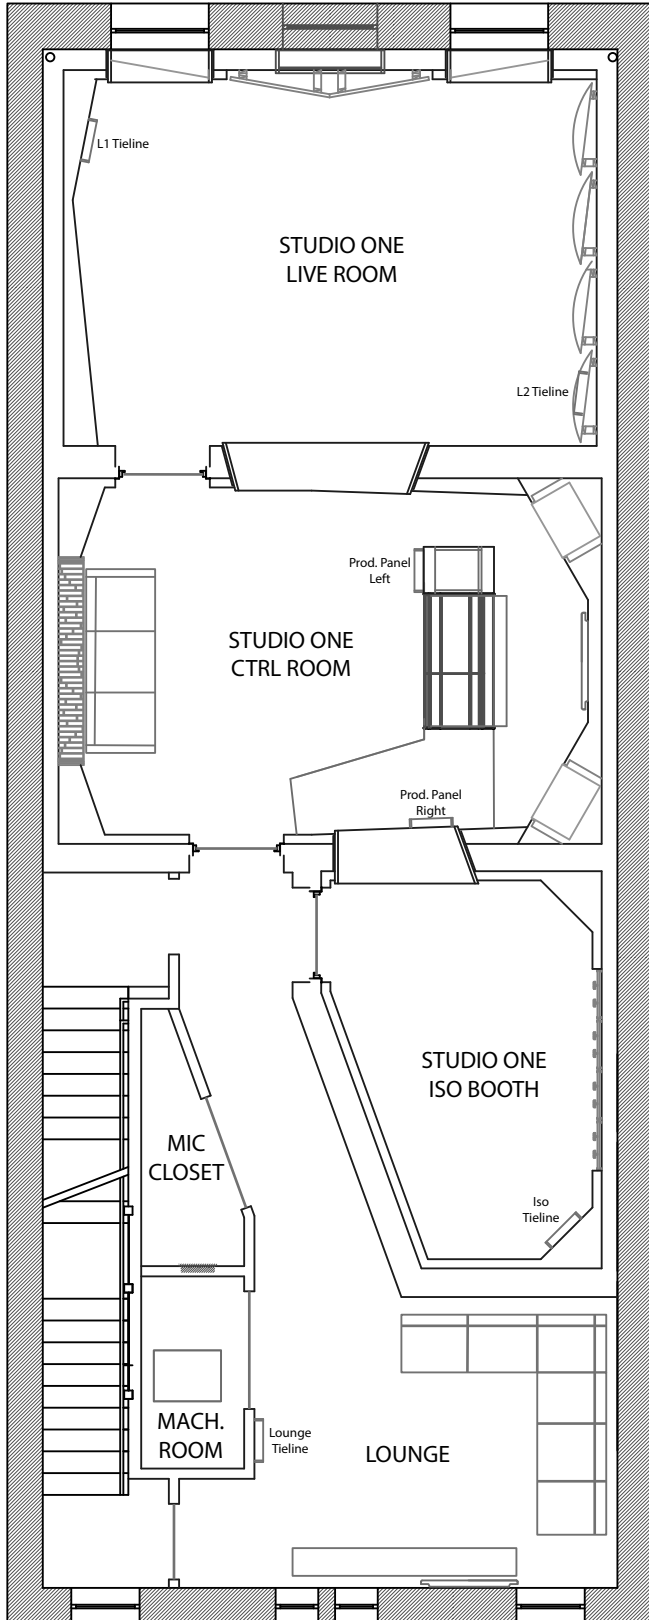 L1 Tieline
STUDIO ONE
LIVE ROOM
L2 Tieline
Prod. Panel
Left
STUDIO ONE
CTRL ROOM
Prod. Panel
Right
STUDIO ONE
ISO BOOTH
MIC
CLOSET
Iso
Tieline
MACH.
ROOM
Lounge
Tieline
LOUNGE